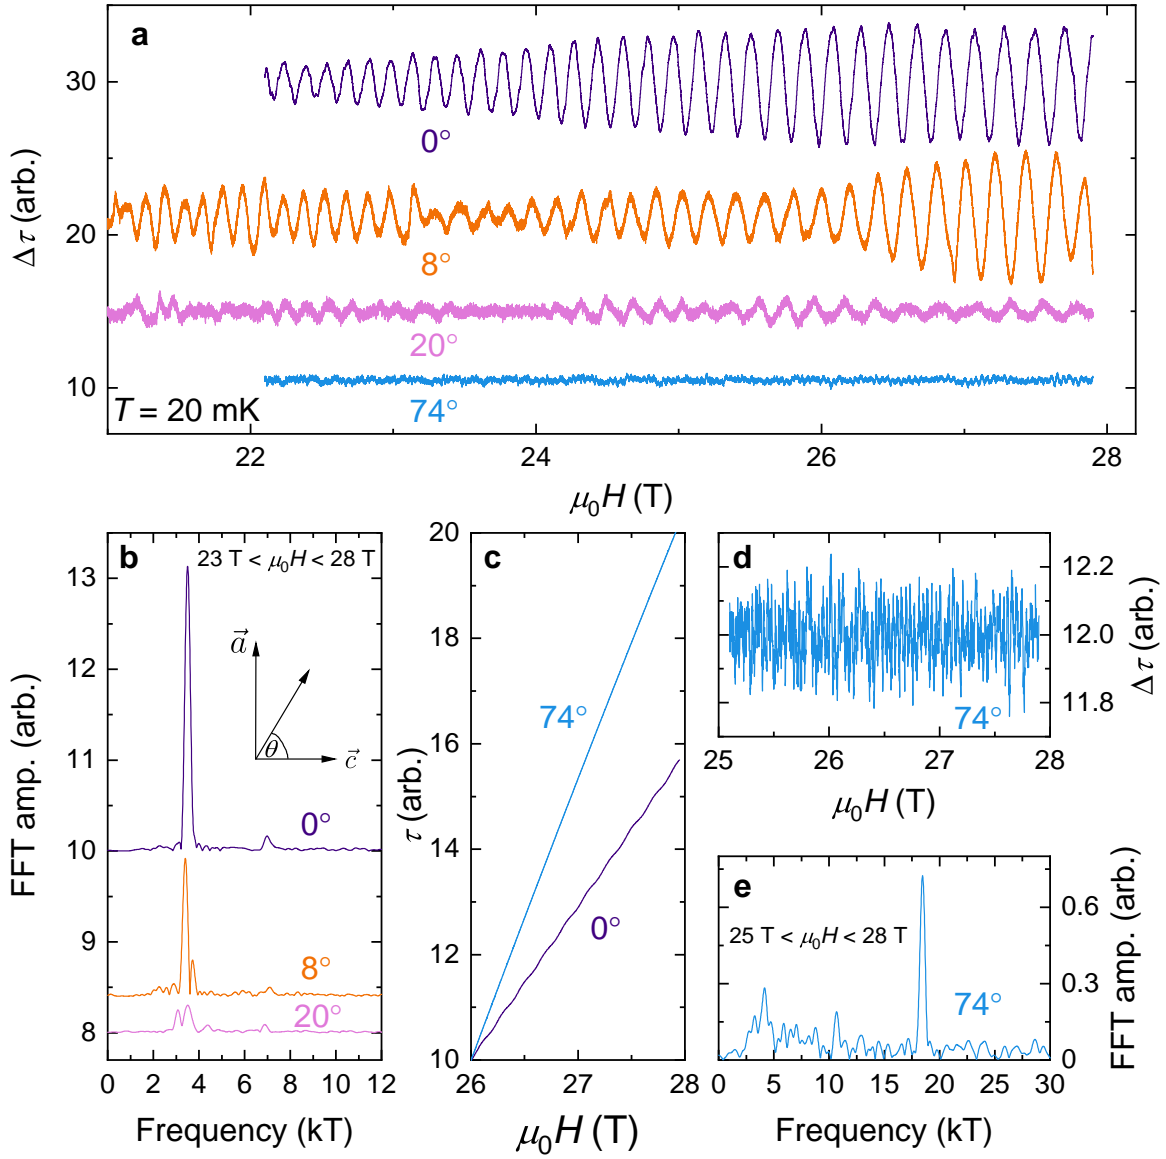 a
30
20
10
Δτ (arb.)
0°
8°
20°
74°
T = 20 mK
22
24
26
28
μ₀H (T)
b
23 T < μ₀H < 28 T
13
12
11
10
9
8
FFT amp. (arb.)
a⃗
θ
c⃗
0°
8°
20°
0
2
4
6
8
10
12
Frequency (kT)
c
20
18
16
14
12
10
τ (arb.)
74°
0°
26
27
28
μ₀H (T)
d
12.2
12.0
11.8
Δτ (arb.)
74°
25
26
27
28
μ₀H (T)
e
25 T < μ₀H < 28 T
0.6
0.3
0
FFT amp. (arb.)
74°
0
5
10
15
20
25
30
Frequency (kT)